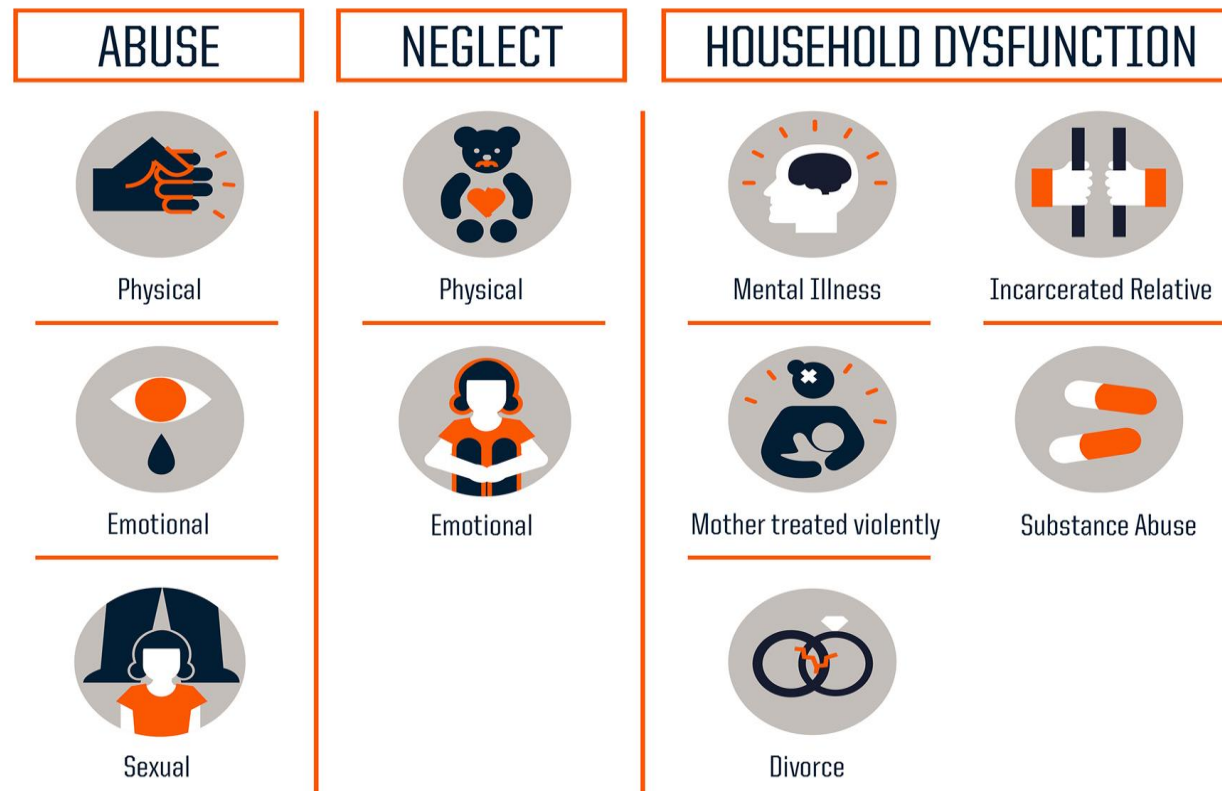 ABUSE
Physical
Emotional
Sexual
NEGLECT
Physical
Emotional
HOUSEHOLD DYSFUNCTION
Mental Illness
Incarcerated Relative
Mother treated violently
Substance Abuse
Divorce